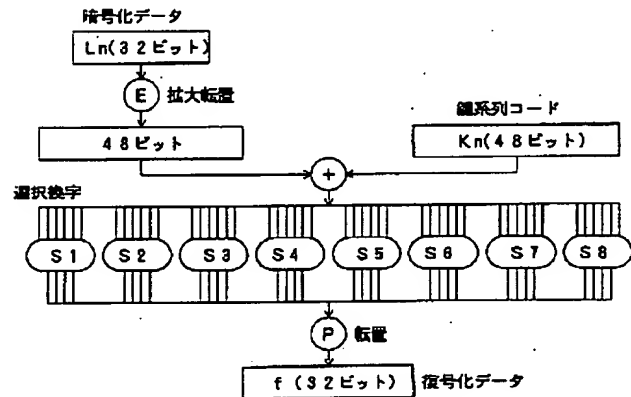 暗号化データ
Ln(32ビット)
E 拡大転置
鍵系列コード
48ビット
Kn(48ビット)
+
選択換字
S1 S2 S3 S4 S5 S6 S7 S8
P 転置
f(32ビット) 復号化データ